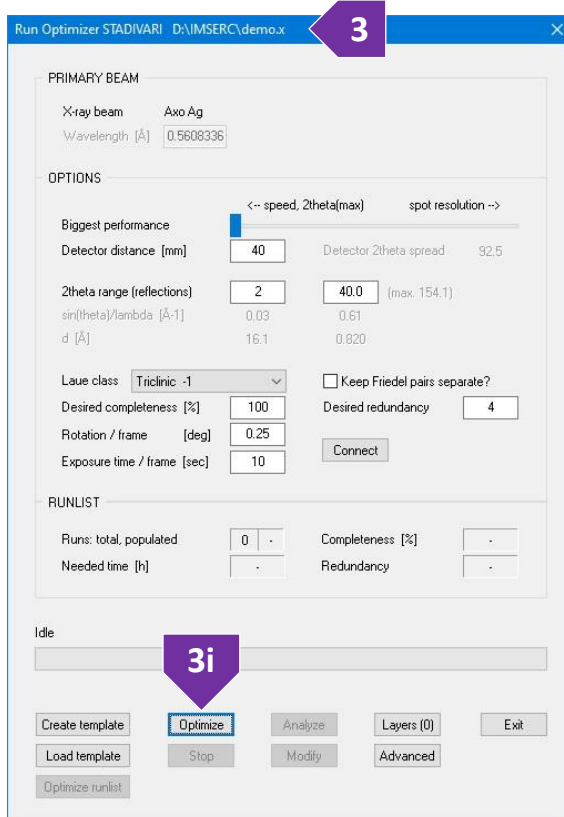 Run Optimizer STADIVARI D:\IMSERC\demo.x
3
PRIMARY BEAM
X-ray beam Axo Ag
Wavelength [Å] 0.5608336
OPTIONS
<-- speed, 2theta(max) spot resolution -->
Biggest performance
Detector distance [mm] 40 Detector 2theta spread 92.5
2theta range (reflections) 2 40.0 (max. 154.1)
sin(theta)/lambda [Å-1] 0.03 0.61
d [Å] 16.1 0.820
Laue class Triclinic -1 Keep Friedel pairs separate?
Desired completeness [%] 100 Desired redundancy 4
Rotation / frame [deg] 0.25
Connect
Exposure time / frame [sec] 10
RUNLIST
Runs: total, populated 0 - Completeness [%] -
Needed time [h] - Redundancy -
Idle
3i
Create template Optimize Analyze Layers (0) Exit
Load template Stop Modify Advanced
Optimize runlist